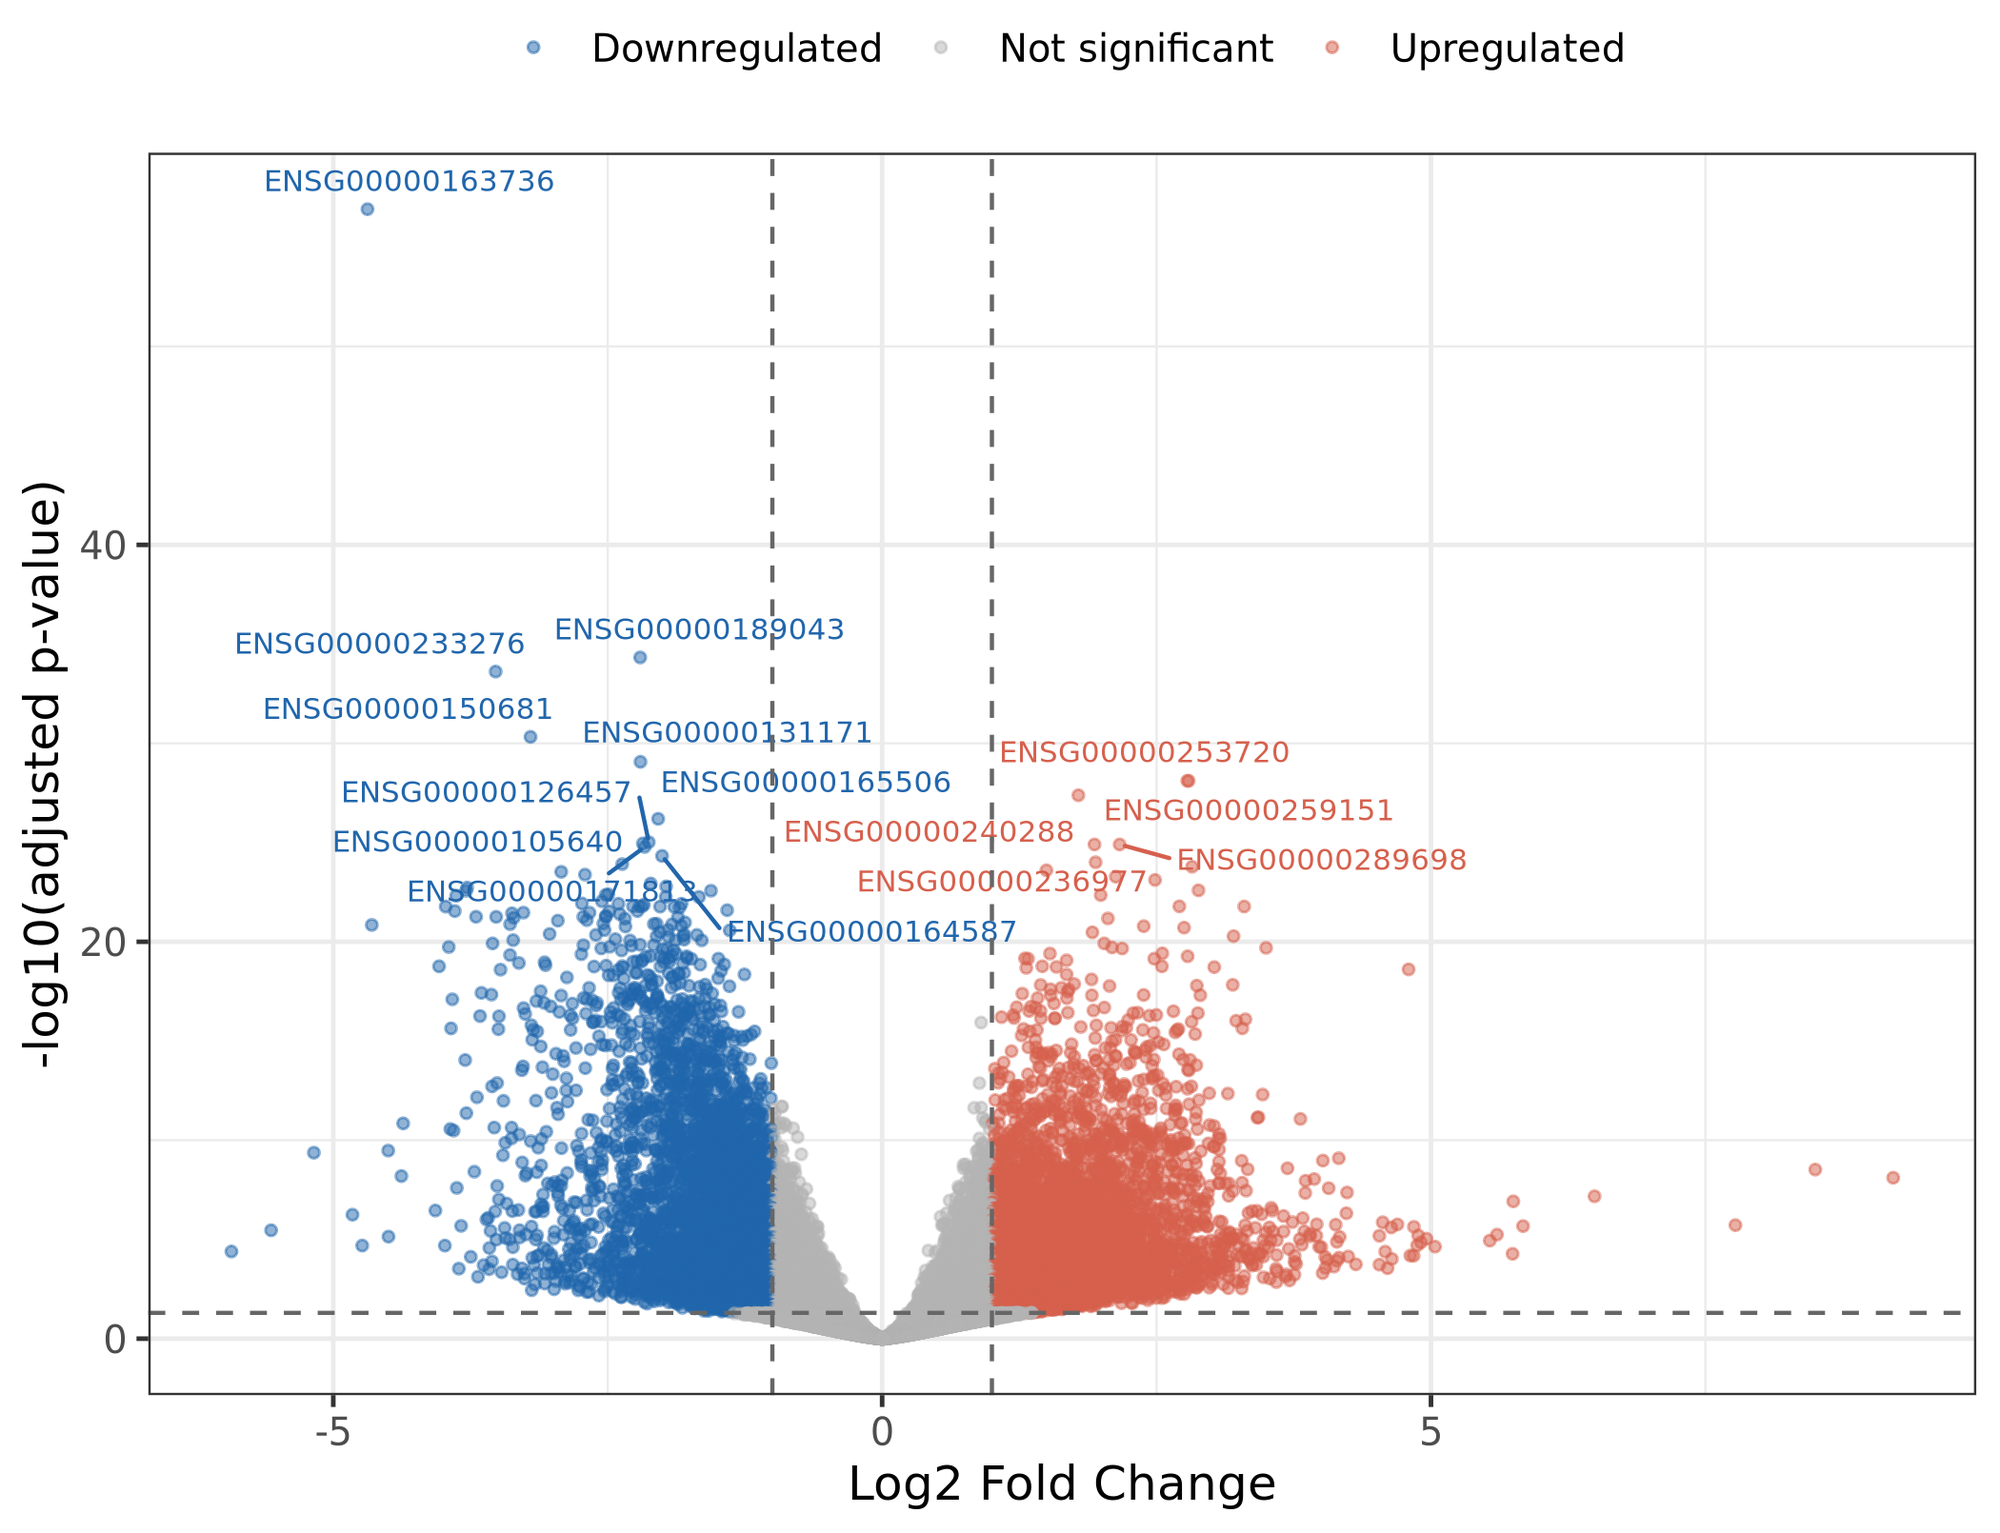 Downregulated
Not significant
Upregulated
ENSG00000163736
ENSG00000233276
ENSG00000189043
ENSG00000150681
ENSG00000131171
ENSG00000253720
ENSG00000126457
ENSG00000165506
ENSG00000259151
ENSG00000105640
ENSG00000240288
ENSG00000289698
ENSG00000171813
ENSG00000236977
ENSG00000164587
-log10(adjusted p-value)
40
20
0
-5
0
5
Log2 Fold Change